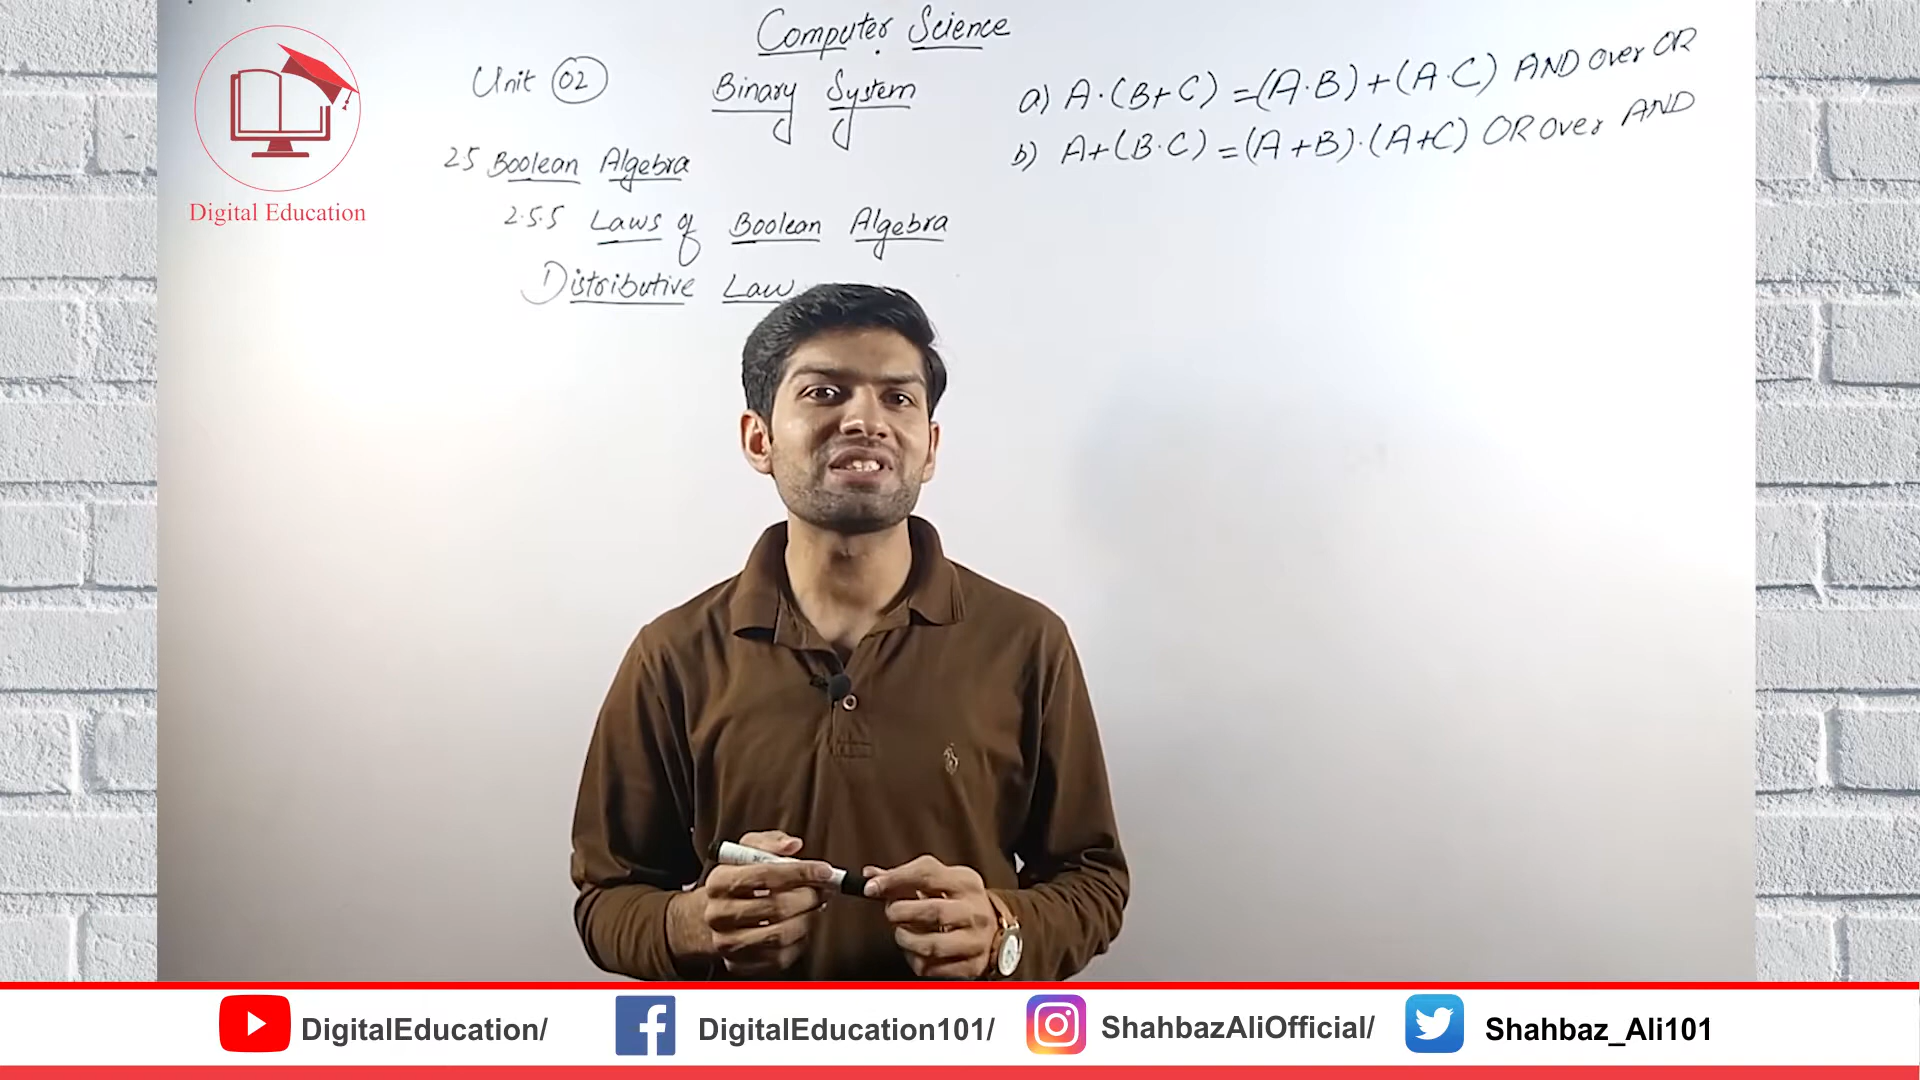 Computer Science
Unit 02
Binary System
2.5 Boolean Algebra
2.5.5 Laws of Boolean Algebra
Distributive Law
a) A·(B+C) =(A·B)+(A·C) AND over OR
b) A+(B·C) =(A+B)·(A+C) OR over AND
Digital Education
DigitalEducation/
DigitalEducation101/
ShahbazAliOfficial/
Shahbaz_Ali101